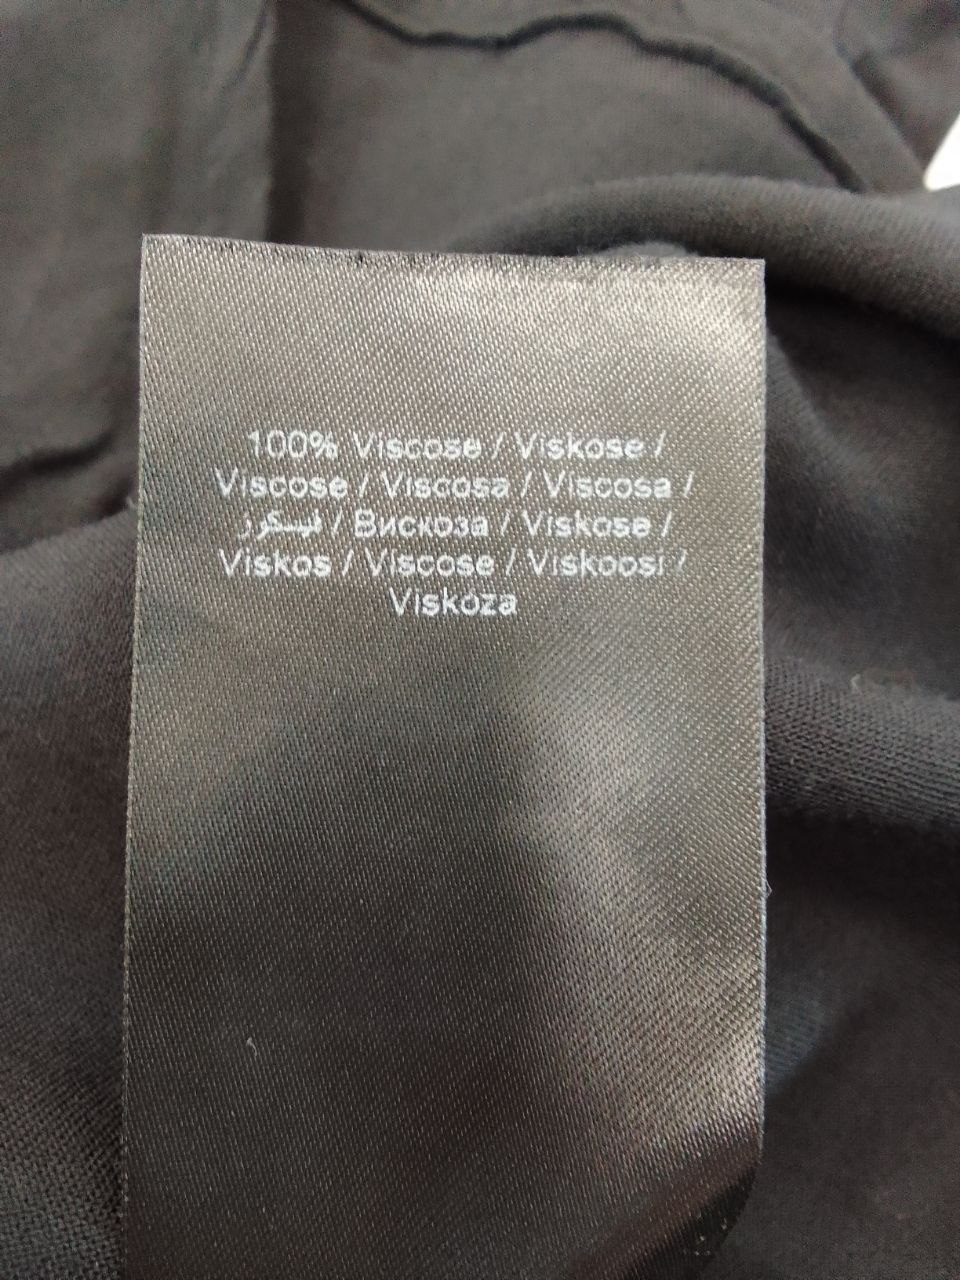 100% Viscose / Viskose /
Viscose / Viscosa / Viscosa /
فيسكوز / Вискоза / Viskose /
Viskos / Viscose / Viskoosi /
Viskoza